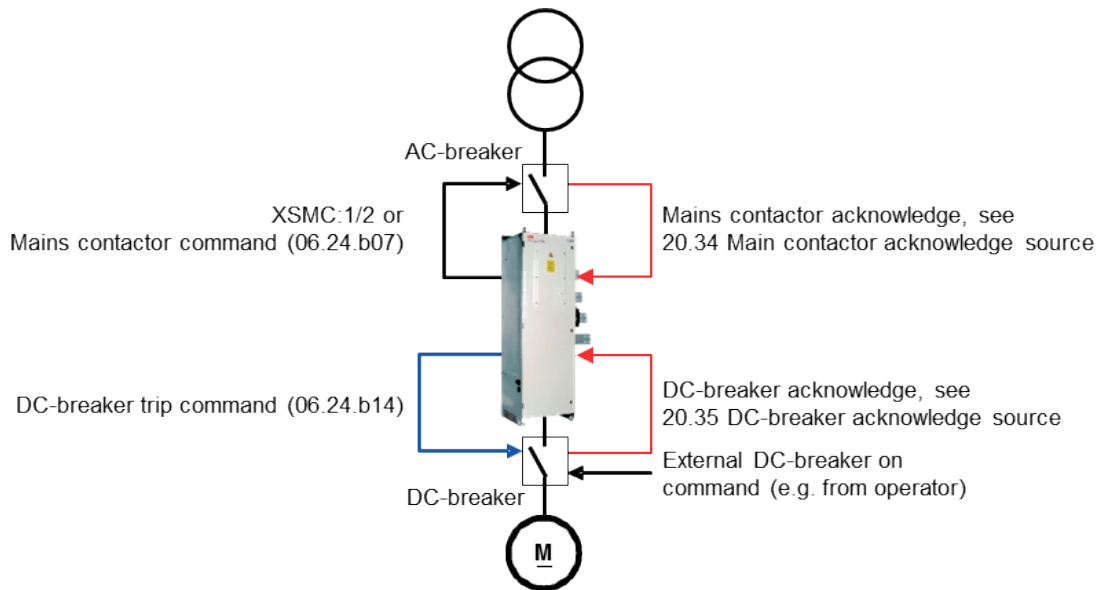 AC-breaker
XSMC:1/2 or
Mains contactor command (06.24.b07)
Mains contactor acknowledge, see
20.34 Main contactor acknowledge source
DC-breaker trip command (06.24.b14)
DC-breaker acknowledge, see
20.35 DC-breaker acknowledge source
External DC-breaker on
command (e.g. from operator)
DC-breaker
M